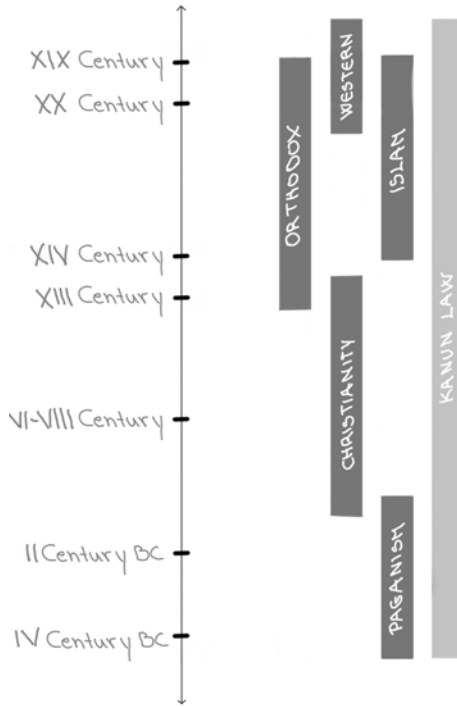 XIX Century
XX Century
XIV Century
XIII Century
VI-VIII Century
II Century BC
IV Century BC
ORTHODOX
WESTERN
CHRISTIANITY
ISLAM
PAGANISM
KANUN LAW